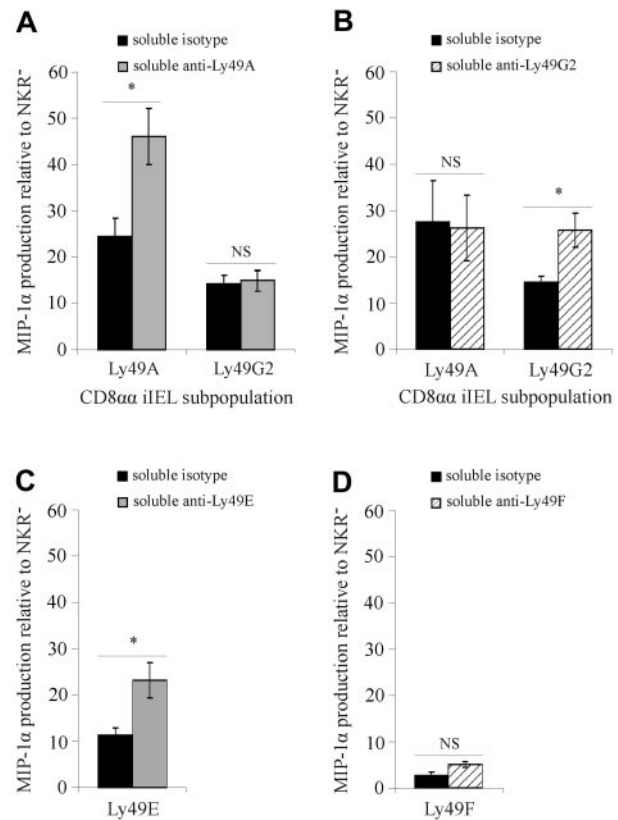 A
soluble isotype
soluble anti-Ly49A
MIP-1α production relative to NKR⁻
60
50
40
30
20
10
0
*
NS
Ly49A
Ly49G2
CD8αα iIEL subpopulation
B
soluble isotype
soluble anti-Ly49G2
MIP-1α production relative to NKR⁻
60
50
40
30
20
10
0
NS
*
Ly49A
Ly49G2
CD8αα iIEL subpopulation
C
soluble isotype
soluble anti-Ly49E
MIP-1α production relative to NKR⁻
60
50
40
30
20
10
0
*
Ly49E
D
soluble isotype
soluble anti-Ly49F
MIP-1α production relative to NKR⁻
60
50
40
30
20
10
0
NS
Ly49F